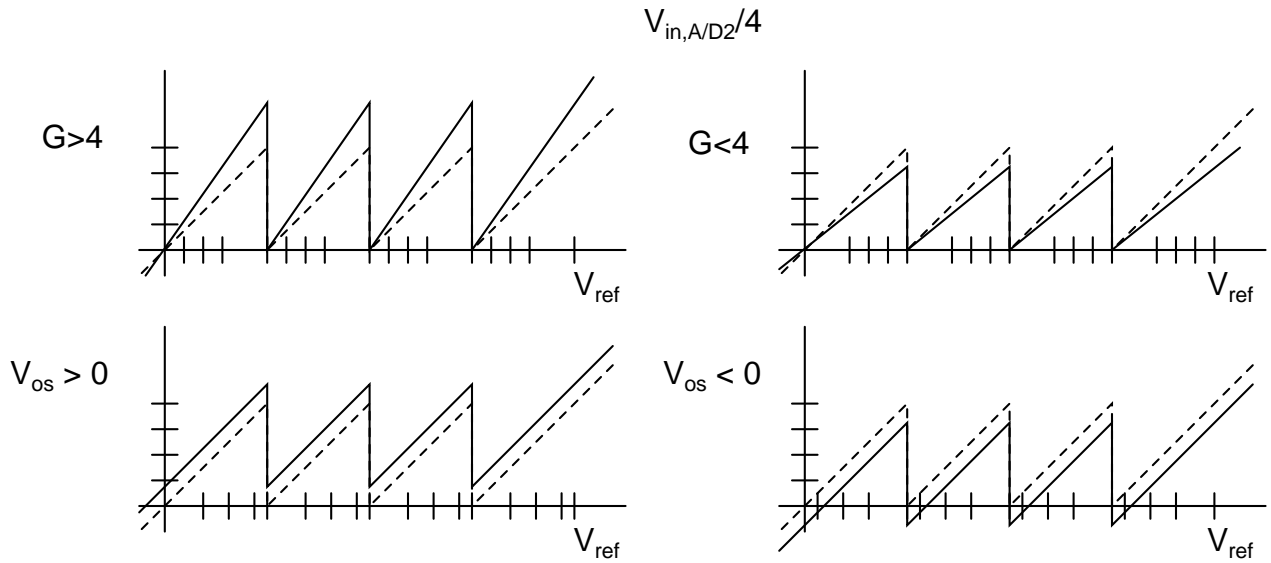 V_in,A/D2/4
G>4
G<4
V_ref
V_ref
V_os > 0
V_os < 0
V_ref
V_ref